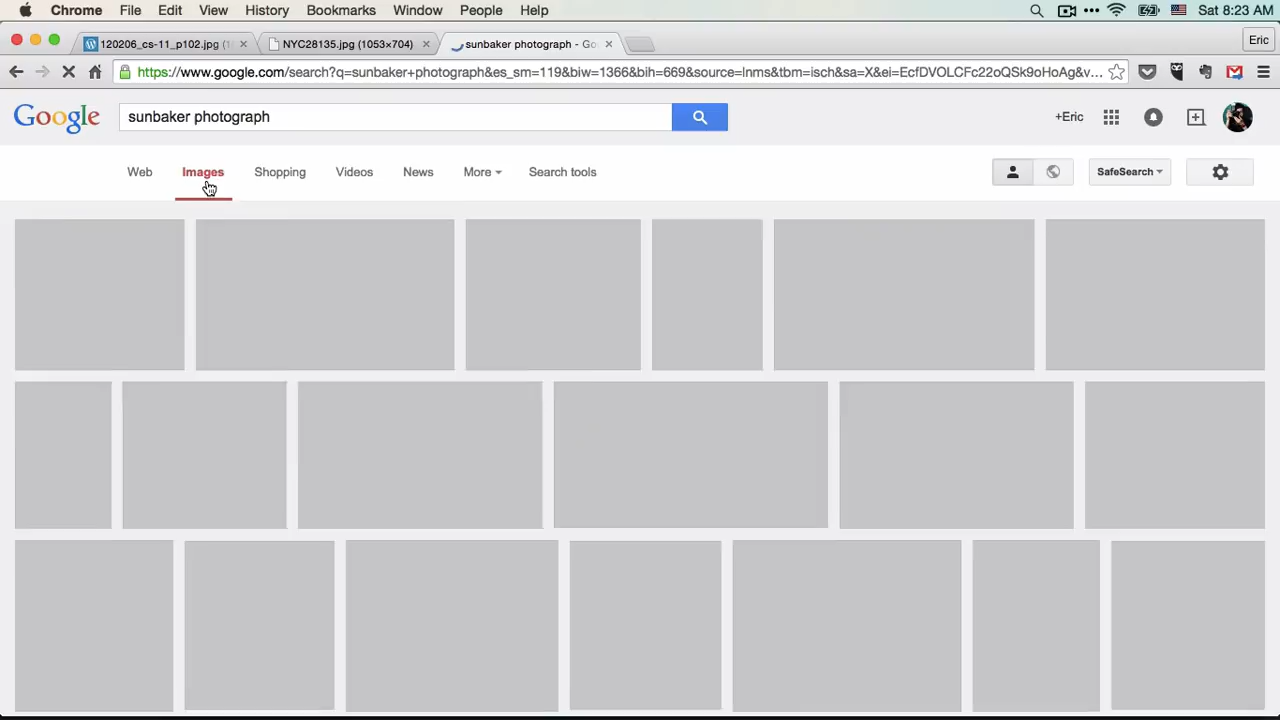 Chrome File Edit View History Bookmarks Window People Help Sat 8:23 AM
120206_cs-11_p102.jpg (1 NYC28135.jpg (1053×704) sunbaker photograph - Go Eric
https://www.google.com/search?q=sunbaker+photograph&es_sm=119&biw=1366&bih=669&source=lnms&tbm=isch&sa=X&ei=EcfDVOLCFc22oQSk9oHoAg&v...
Google sunbaker photograph +Eric
Web Images Shopping Videos News More Search tools SafeSearch